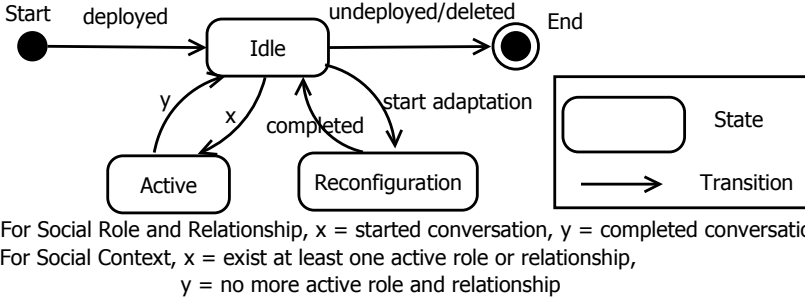 Start
deployed
undeployed/deleted
End
Idle
y
x
completed
start adaptation
State
Active
Reconfiguration
Transition
For Social Role and Relationship, x = started conversation, y = completed
For Social Context, x = exist at least one active role or relationship,
y = no more active role and relationship